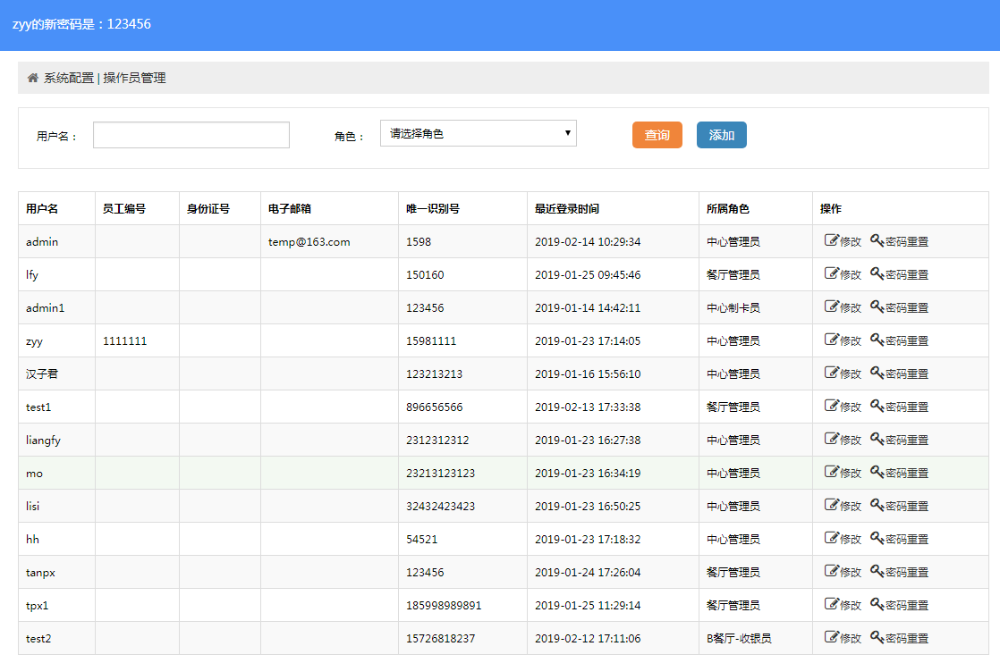 zyy的新密码是：123456
系统配置 | 操作员管理
用户名： 角色： 请选择角色 查询 添加
用户名 员工编号 身份证号 电子邮箱 唯一识别号 最近登录时间 所属角色 操作
admin temp@163.com 1598 2019-02-14 10:29:34 中心管理员 修改 密码重置
lfy 150160 2019-01-25 09:45:46 餐厅管理员 修改 密码重置
admin1 123456 2019-01-14 14:42:11 中心制卡员 修改 密码重置
zyy 1111111 15981111 2019-01-23 17:14:05 中心管理员 修改 密码重置
汉子君 123213213 2019-01-16 15:56:10 中心管理员 修改 密码重置
test1 896656566 2019-02-13 17:33:38 餐厅管理员 修改 密码重置
liangfy 2312312312 2019-01-23 16:27:38 中心管理员 修改 密码重置
mo 23213123123 2019-01-23 16:34:19 中心管理员 修改 密码重置
lisi 32432423423 2019-01-23 16:50:25 中心管理员 修改 密码重置
hh 54521 2019-01-23 17:18:32 中心管理员 修改 密码重置
tanpx 123456 2019-01-24 17:26:04 餐厅管理员 修改 密码重置
tpx1 185998989891 2019-01-25 11:29:14 餐厅管理员 修改 密码重置
test2 15726818237 2019-02-12 17:11:06 B餐厅-收银员 修改 密码重置